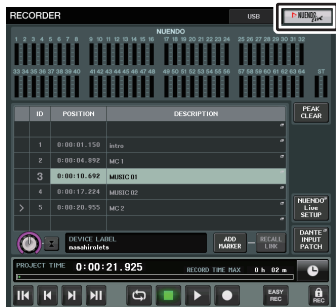 RECORDER USB NUENDO Live
NUENDO
1 2 3 4 5 6 7 8 9 10 11 12 13 14 15 16 17 18 19 20 21 22 23 24 25 26 27 28 29 30 31 32
33 34 35 36 37 38 39 40 41 42 43 44 45 46 47 48 49 50 51 52 53 54 55 56 57 58 59 60 61 62 63 64 ST
PEAK CLEAR
ID POSITION DESCRIPTION
1 0:00:01.150 intro
2 0:00:04.892 MC 1
3 0:00:10.692 MUSIC 01
4 0:00:17.224 MUSIC 02
> 5 0:00:20.955 MC 2
NUENDO Live SETUP
DEVICE LABEL
nasahirolets
ADD MARKER
RECALL LINK
DANTE INPUT PATCH
PROJECT TIME 0:00:21.925 RECORD TIME MAX 0 h 02 m
EASY REC
REC